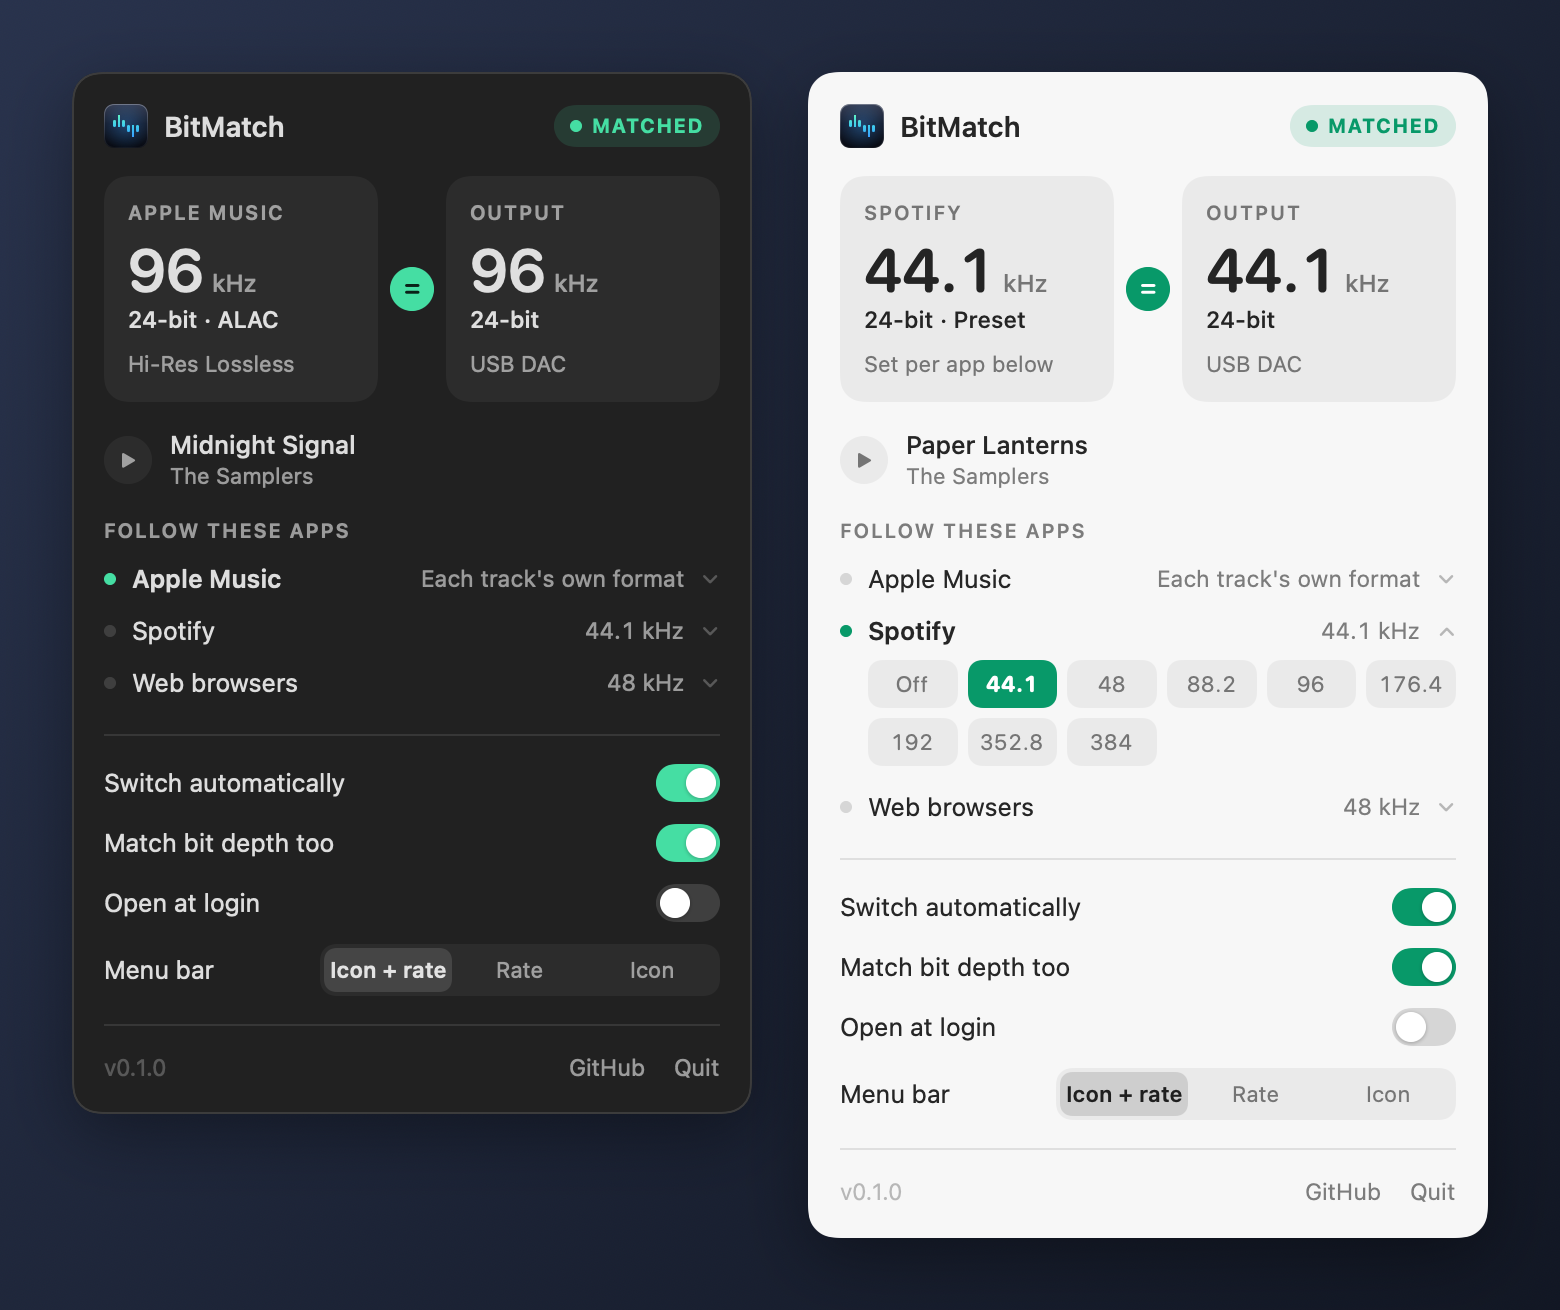 BitMatch
MATCHED
APPLE MUSIC
96 kHz
24-bit · ALAC
Hi-Res Lossless
=
OUTPUT
96 kHz
24-bit
USB DAC
Midnight Signal
The Samplers
FOLLOW THESE APPS
Apple Music Each track's own format
Spotify 44.1 kHz
Web browsers 48 kHz
Switch automatically
Match bit depth too
Open at login
Menu bar Icon + rate Rate Icon
v0.1.0 GitHub Quit
BitMatch
MATCHED
SPOTIFY
44.1 kHz
24-bit · Preset
Set per app below
=
OUTPUT
44.1 kHz
24-bit
USB DAC
Paper Lanterns
The Samplers
FOLLOW THESE APPS
Apple Music Each track's own format
Spotify 44.1 kHz
Off 44.1 48 88.2 96 176.4
192 352.8 384
Web browsers 48 kHz
Switch automatically
Match bit depth too
Open at login
Menu bar Icon + rate Rate Icon
v0.1.0 GitHub Quit